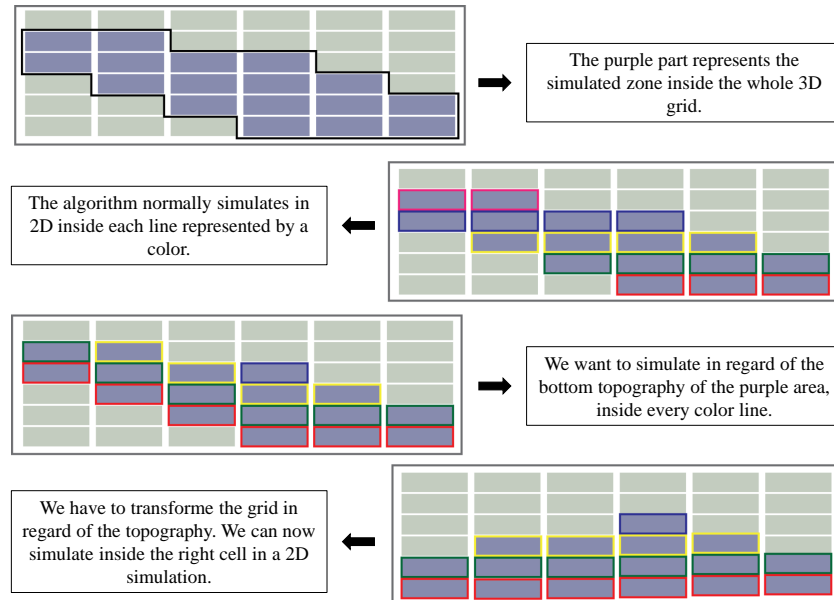 The purple part represents the
simulated zone inside the whole 3D
grid.
The algorithm normally simulates in
2D inside each line represented by a
color.
We want to simulate in regard of the
bottom topography of the purple area,
inside every color line.
We have to transforme the grid in
regard of the topography. We can now
simulate inside the right cell in a 2D
simulation.